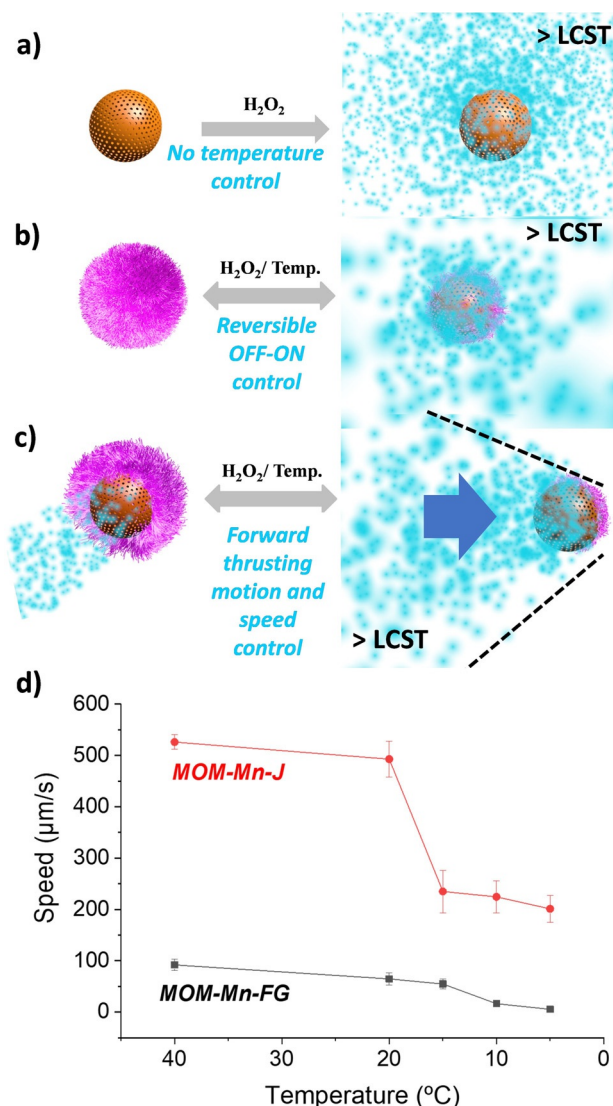 a)
> LCST
H₂O₂
No temperature
control
b)
> LCST
H₂O₂/ Temp.
Reversible
OFF-ON
control
c)
H₂O₂/ Temp.
Forward
thrusting
motion and
speed
control
> LCST
d)
600
500
400
300
200
100
0
Speed (µm/s)
MOM-Mn-J
MOM-Mn-FG
40 30 20 10 0
Temperature (ºC)